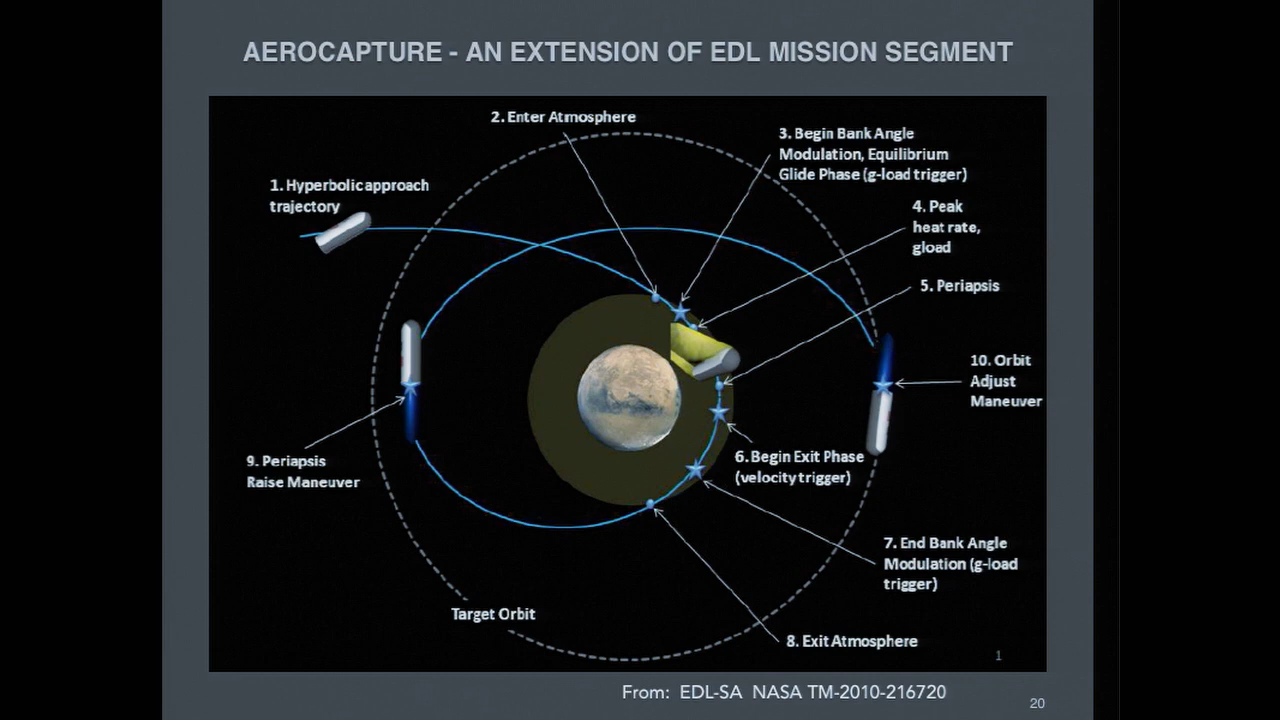 AEROCAPTURE - AN EXTENSION OF EDL MISSION SEGMENT
2. Enter Atmosphere
3. Begin Bank Angle
Modulation, Equilibrium
Glide Phase (g-load trigger)
1. Hyperbolic approach
trajectory
4. Peak
heat rate,
gload
5. Periapsis
10. Orbit
Adjust
Maneuver
9. Periapsis
Raise Maneuver
6. Begin Exit Phase
(velocity trigger)
7. End Bank Angle
Modulation (g-load
trigger)
Target Orbit
8. Exit Atmosphere
1
From: EDL-SA NASA TM-2010-216720
20